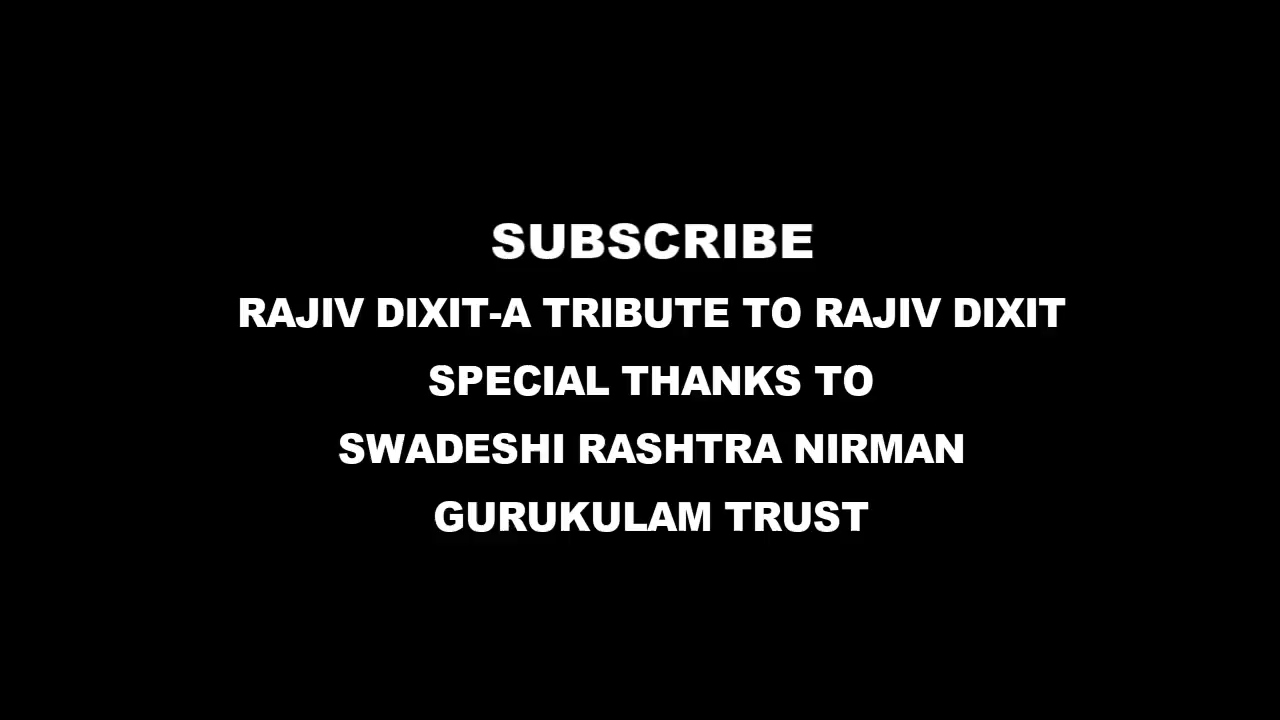 SUBSCRIBE
RAJIV DIXIT-A TRIBUTE TO RAJIV DIXIT
SPECIAL THANKS TO
SWADESHI RASHTRA NIRMAN
GURUKULAM TRUST